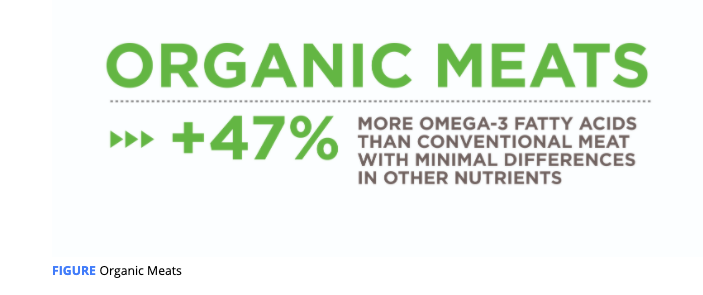 ORGANIC MEATS
+47%
MORE OMEGA-3 FATTY ACIDS
THAN CONVENTIONAL MEAT
WITH MINIMAL DIFFERENCES
IN OTHER NUTRIENTS
FIGURE Organic Meats